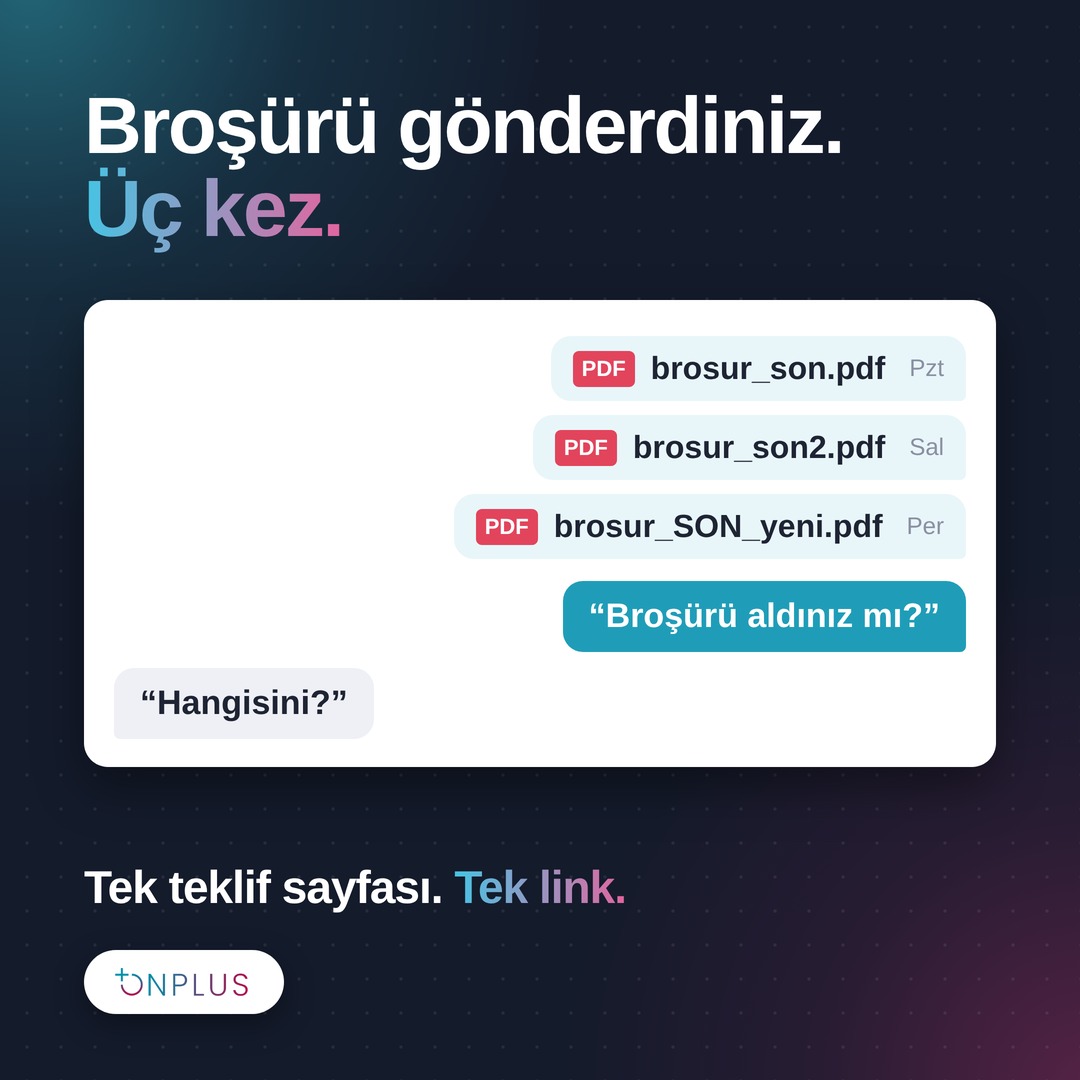 Broşürü gönderdiniz.
Üç kez.
PDF brosur_son.pdf Pzt
PDF brosur_son2.pdf Sal
PDF brosur_SON_yeni.pdf Per
“Broşürü aldınız mı?”
“Hangisini?”
Tek teklif sayfası. Tek link.
ONPLUS